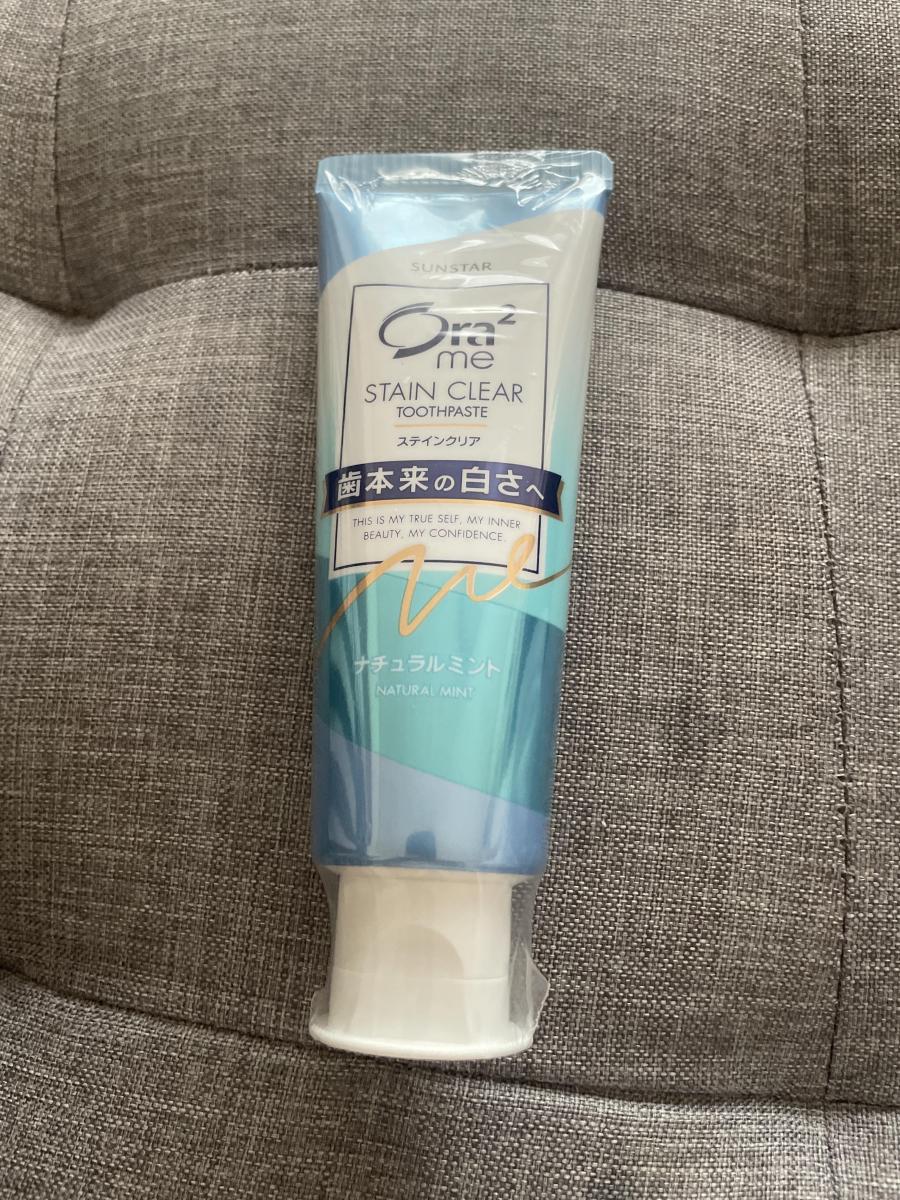 SUNSTAR
Ora²
me
STAIN CLEAR
TOOTHPASTE
ステインクリア
歯本来の白さへ
THIS IS MY TRUE SELF, MY INNER
BEAUTY, MY CONFIDENCE.
me
ナチュラルミント
NATURAL MINT